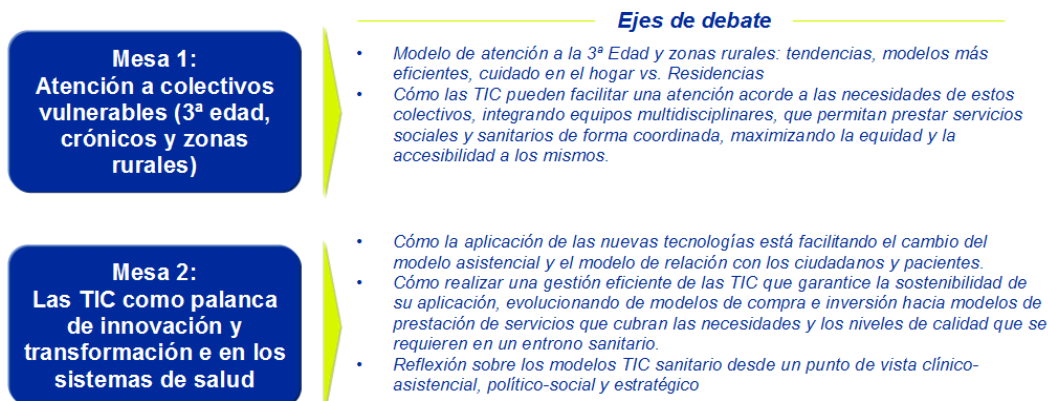 Ejes de debate
Mesa 1:
Atención a colectivos
vulnerables (3ª edad,
crónicos y zonas
rurales)
• Modelo de atención a la 3ª Edad y zonas rurales: tendencias, modelos más
eficientes, cuidado en el hogar vs. Residencias
• Cómo las TIC pueden facilitar una atención acorde a las necesidades de estos
colectivos, integrando equipos multidisciplinares, que permitan prestar servicios
sociales y sanitarios de forma coordinada, maximizando la equidad y la
accesibilidad a los mismos.
Mesa 2:
Las TIC como palanca
de innovación y
transformación e en los
sistemas de salud
• Cómo la aplicación de las nuevas tecnologías está facilitando el cambio del
modelo asistencial y el modelo de relación con los ciudadanos y pacientes.
• Cómo realizar una gestión eficiente de las TIC que garantice la sostenibilidad de
su aplicación, evolucionando de modelos de compra e inversión hacia modelos de
prestación de servicios que cubran las necesidades y los niveles de calidad que se
requieren en un entrono sanitario.
• Reflexión sobre los modelos TIC sanitario desde un punto de vista clínico-
asistencial, político-social y estratégico